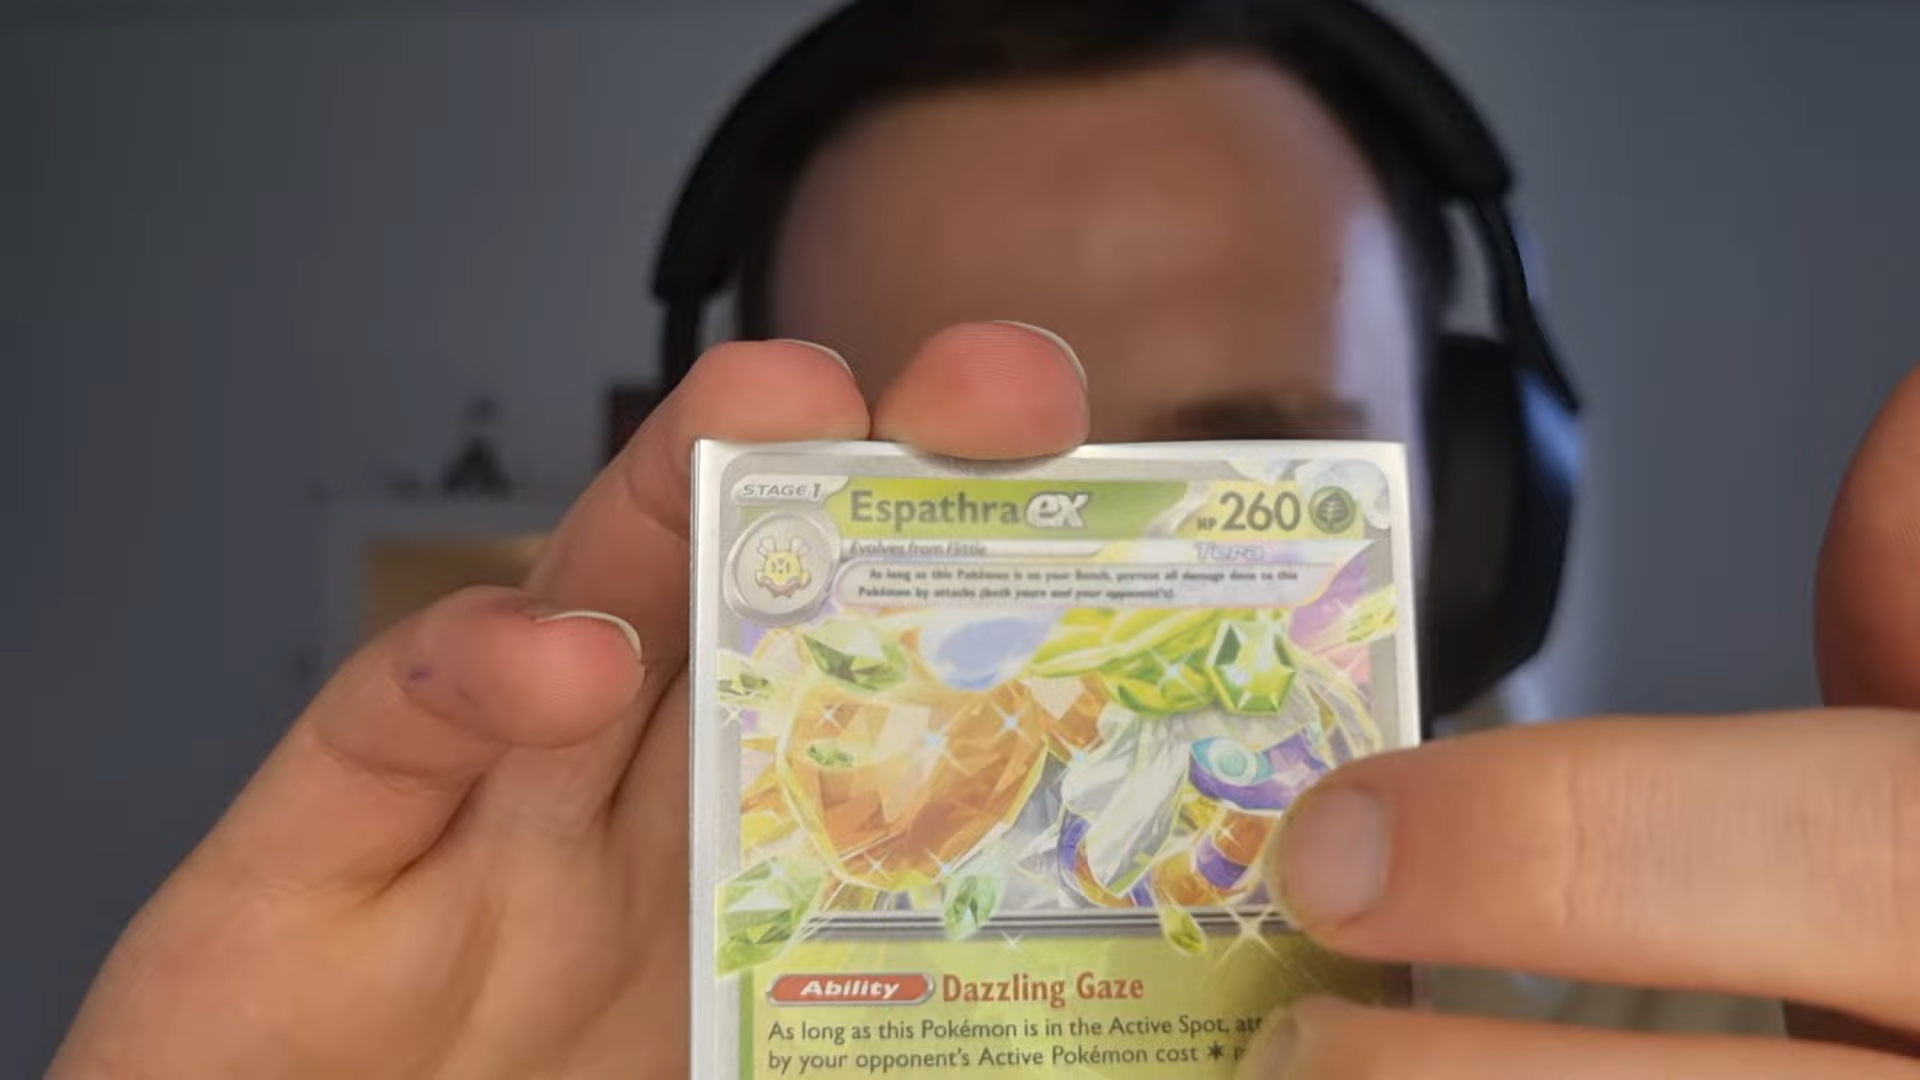 STAGE 1
Espathra ex
HP 260
Evolves from Flittle
Tera
As long as this Pokémon is on your Bench, prevent all damage done to this
Pokémon by attacks (both yours and your opponent's).
Ability Dazzling Gaze
As long as this Pokémon is in the Active Spot,
by your opponent's Active Pokémon cost